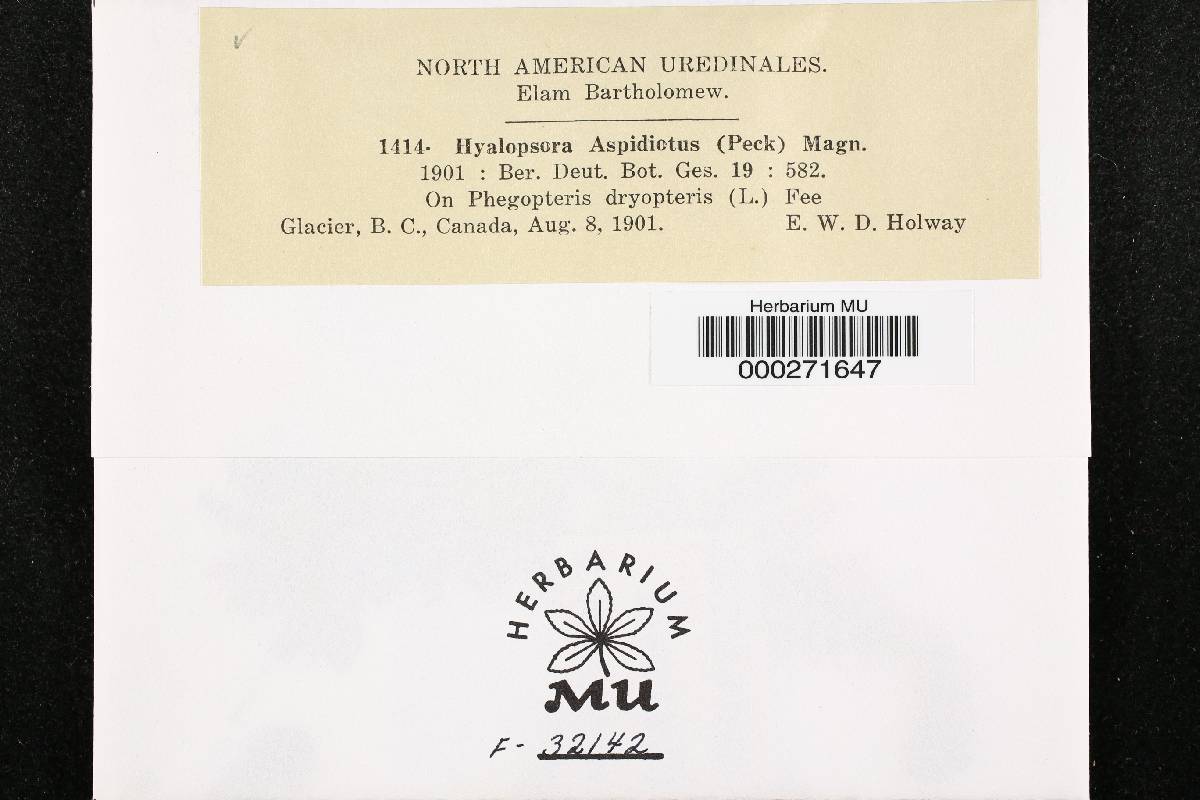 NORTH AMERICAN UREDINALES.
Elam Bartholomew.
1414. Hyalopsora Aspidiotus (Peck) Magn.
1901 : Ber. Deut. Bot. Ges. 19 : 582.
On Phegopteris dryopteris (L.) Fee
Glacier, B. C., Canada, Aug. 8, 1901. E. W. D. Holway
Herbarium MU
000271647
HERBARIUM
MU
F- 32142